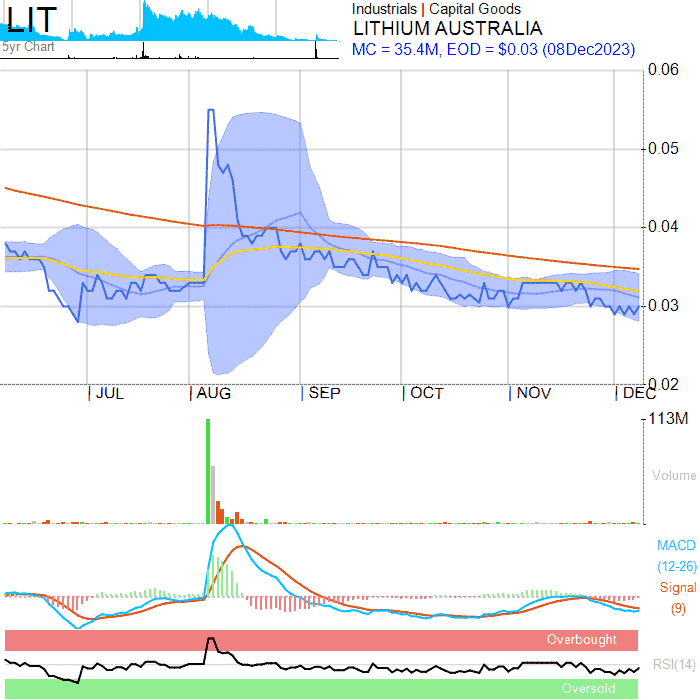 LIT
5yr Chart
Industrials | Capital Goods
LITHIUM AUSTRALIA
MC = 35.4M, EOD = $0.03 (08Dec2023)
0.06
0.05
0.04
0.03
0.02
JUL
AUG
SEP
OCT
NOV
DEC
113M
Volume
MACD
(12-26)
Signal
(9)
Overbought
RSI(14)
Oversold